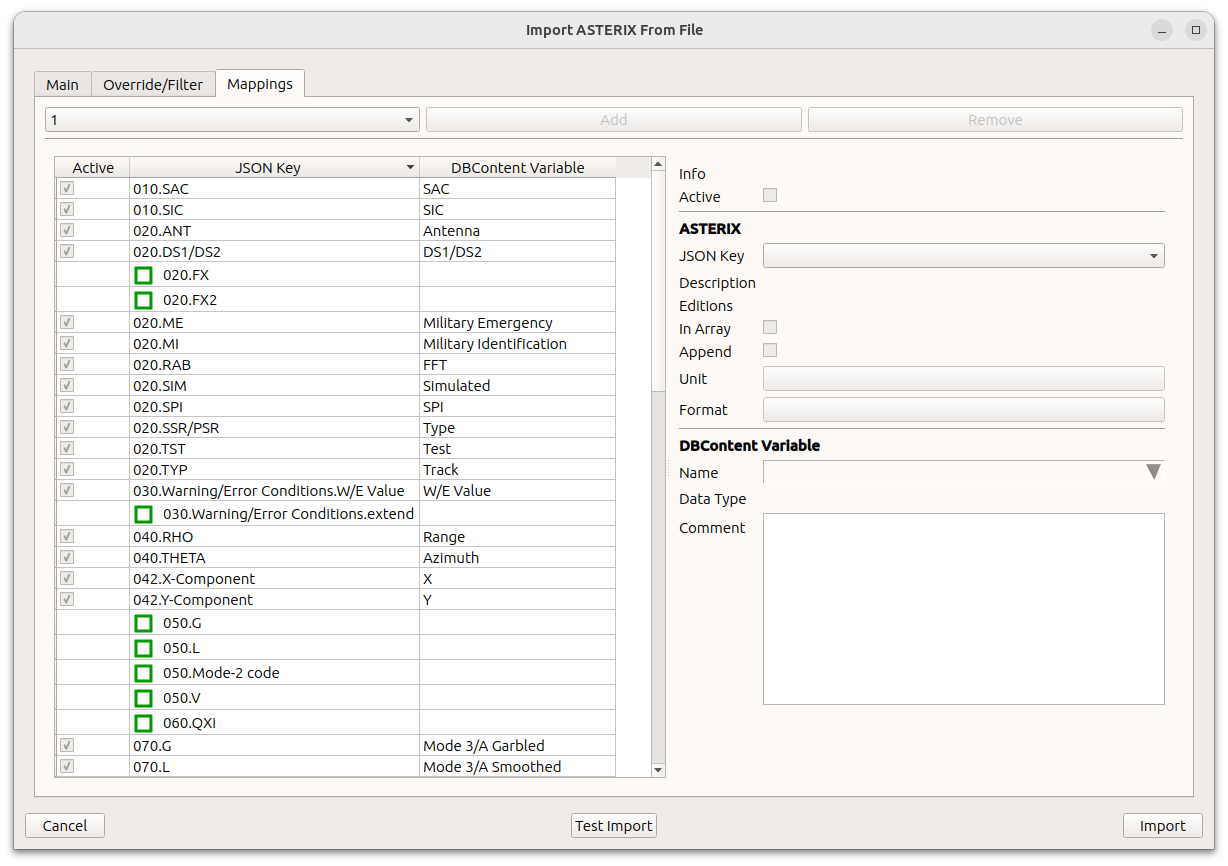 Import ASTERIX From File
Main Override/Filter Mappings
1 Add Remove
Active JSON Key DBContent Variable
010.SAC SAC
010.SIC SIC
020.ANT Antenna
020.DS1/DS2 DS1/DS2
020.FX
020.FX2
020.ME Military Emergency
020.MI Military Identification
020.RAB FFT
020.SIM Simulated
020.SPI SPI
020.SSR/PSR Type
020.TST Test
020.TYP Track
030.Warning/Error Conditions.W/E Value W/E Value
030.Warning/Error Conditions.extend
040.RHO Range
040.THETA Azimuth
042.X-Component X
042.Y-Component Y
050.G
050.L
050.Mode-2 code
050.V
060.QXi
070.G Mode 3/A Garbled
070.L Mode 3/A Smoothed
Info
Active
ASTERIX
JSON Key
Description
Editions
In Array
Append
Unit
Format
DBContent Variable
Name
Data Type
Comment
Cancel Test Import Import